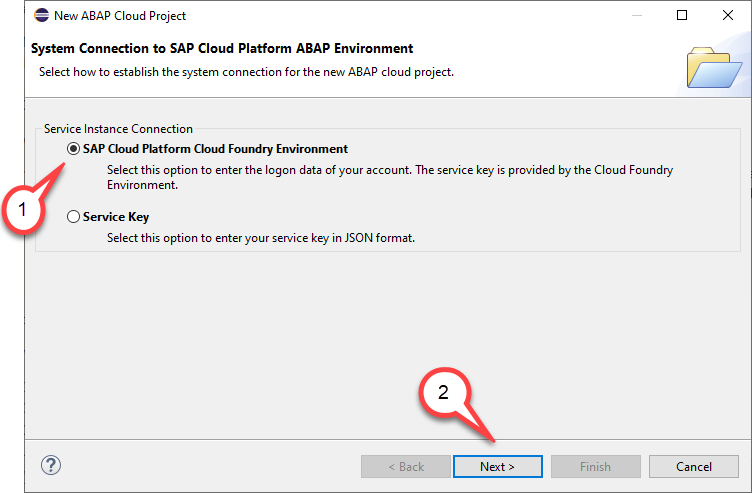 New ABAP Cloud Project
System Connection to SAP Cloud Platform ABAP Environment
Select how to establish the system connection for the new ABAP cloud project.
Service Instance Connection
SAP Cloud Platform Cloud Foundry Environment
Select this option to enter the logon data of your account. The service key is provided by the Cloud Foundry
Environment.
1
Service Key
Select this option to enter your service key in JSON format.
2
?
< Back
Next >
Finish
Cancel